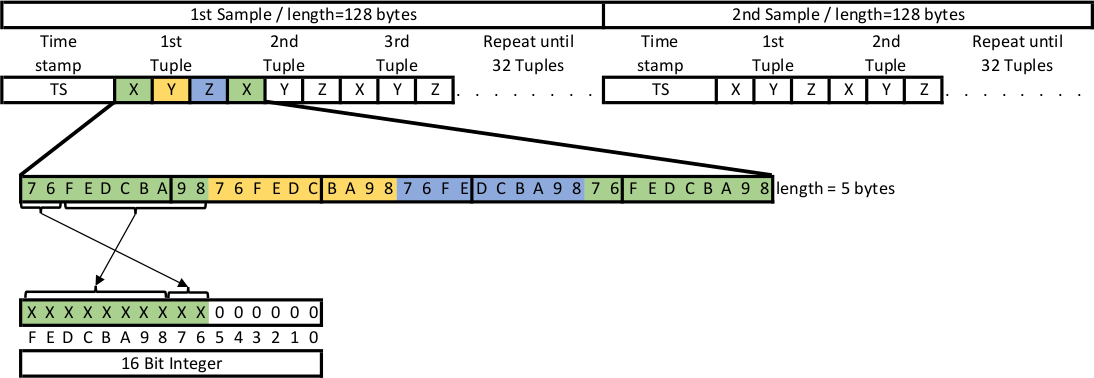 1st Sample / length=128 bytes 2nd Sample / length=128 bytes
Time 1st 2nd 3rd Repeat until Time 1st 2nd Repeat until
stamp Tuple Tuple Tuple 32 Tuples stamp Tuple Tuple 32 Tuples
TS X Y Z X Y Z X Y Z . . . . . . . . TS X Y Z X Y Z . . . . . . . .
7 6 F E D C B A 9 8 7 6 F E D C B A 9 8 7 6 F E D C B A 9 8 7 6 F E D C B A 9 8 length = 5 bytes
X X X X X X X X X X 0 0 0 0 0 0
F E D C B A 9 8 7 6 5 4 3 2 1 0
16 Bit Integer